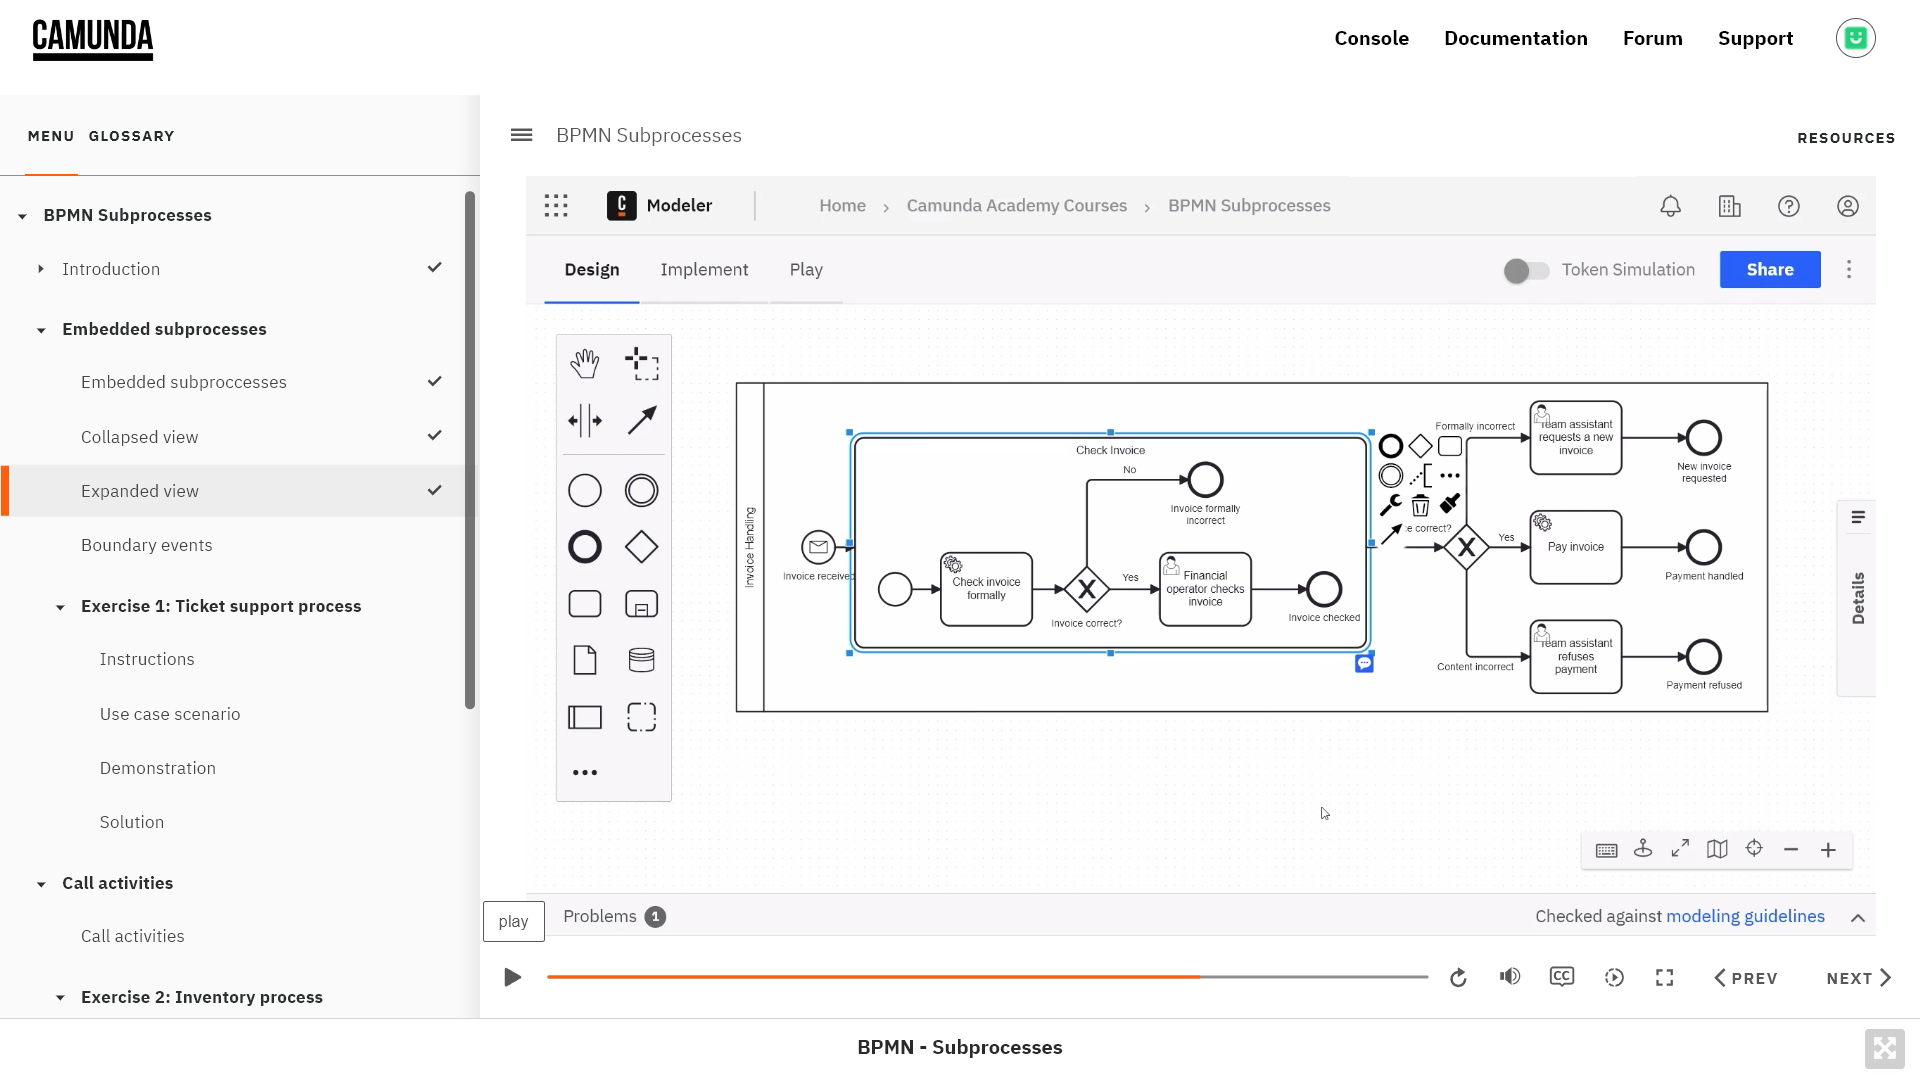 CAMUNDA
Console
Documentation
Forum
Support
MENU
GLOSSARY
BPMN Subprocesses
RESOURCES
BPMN Subprocesses
Introduction
Embedded subprocesses
Embedded subproccesses
Collapsed view
Expanded view
Boundary events
Exercise 1: Ticket support process
Instructions
Use case scenario
Demonstration
Solution
Call activities
Call activities
Exercise 2: Inventory process
C
Modeler
Home
Camunda Academy Courses
BPMN Subprocesses
Design
Implement
Play
Token Simulation
Share
Invoice Handling
Invoice received
Check Invoice
No
Invoice formally
incorrect
Check invoice
formally
Invoice correct?
Yes
Financial
operator checks
invoice
Invoice checked
Formally incorrect
e correct?
Yes
Content incorrect
Team assistant
requests a new
invoice
New invoice
requested
Pay invoice
Payment handled
Team assistant
refuses
payment
Payment refused
Details
Problems 1
Checked against modeling guidelines
play
CC
PREV
NEXT
BPMN - Subprocesses